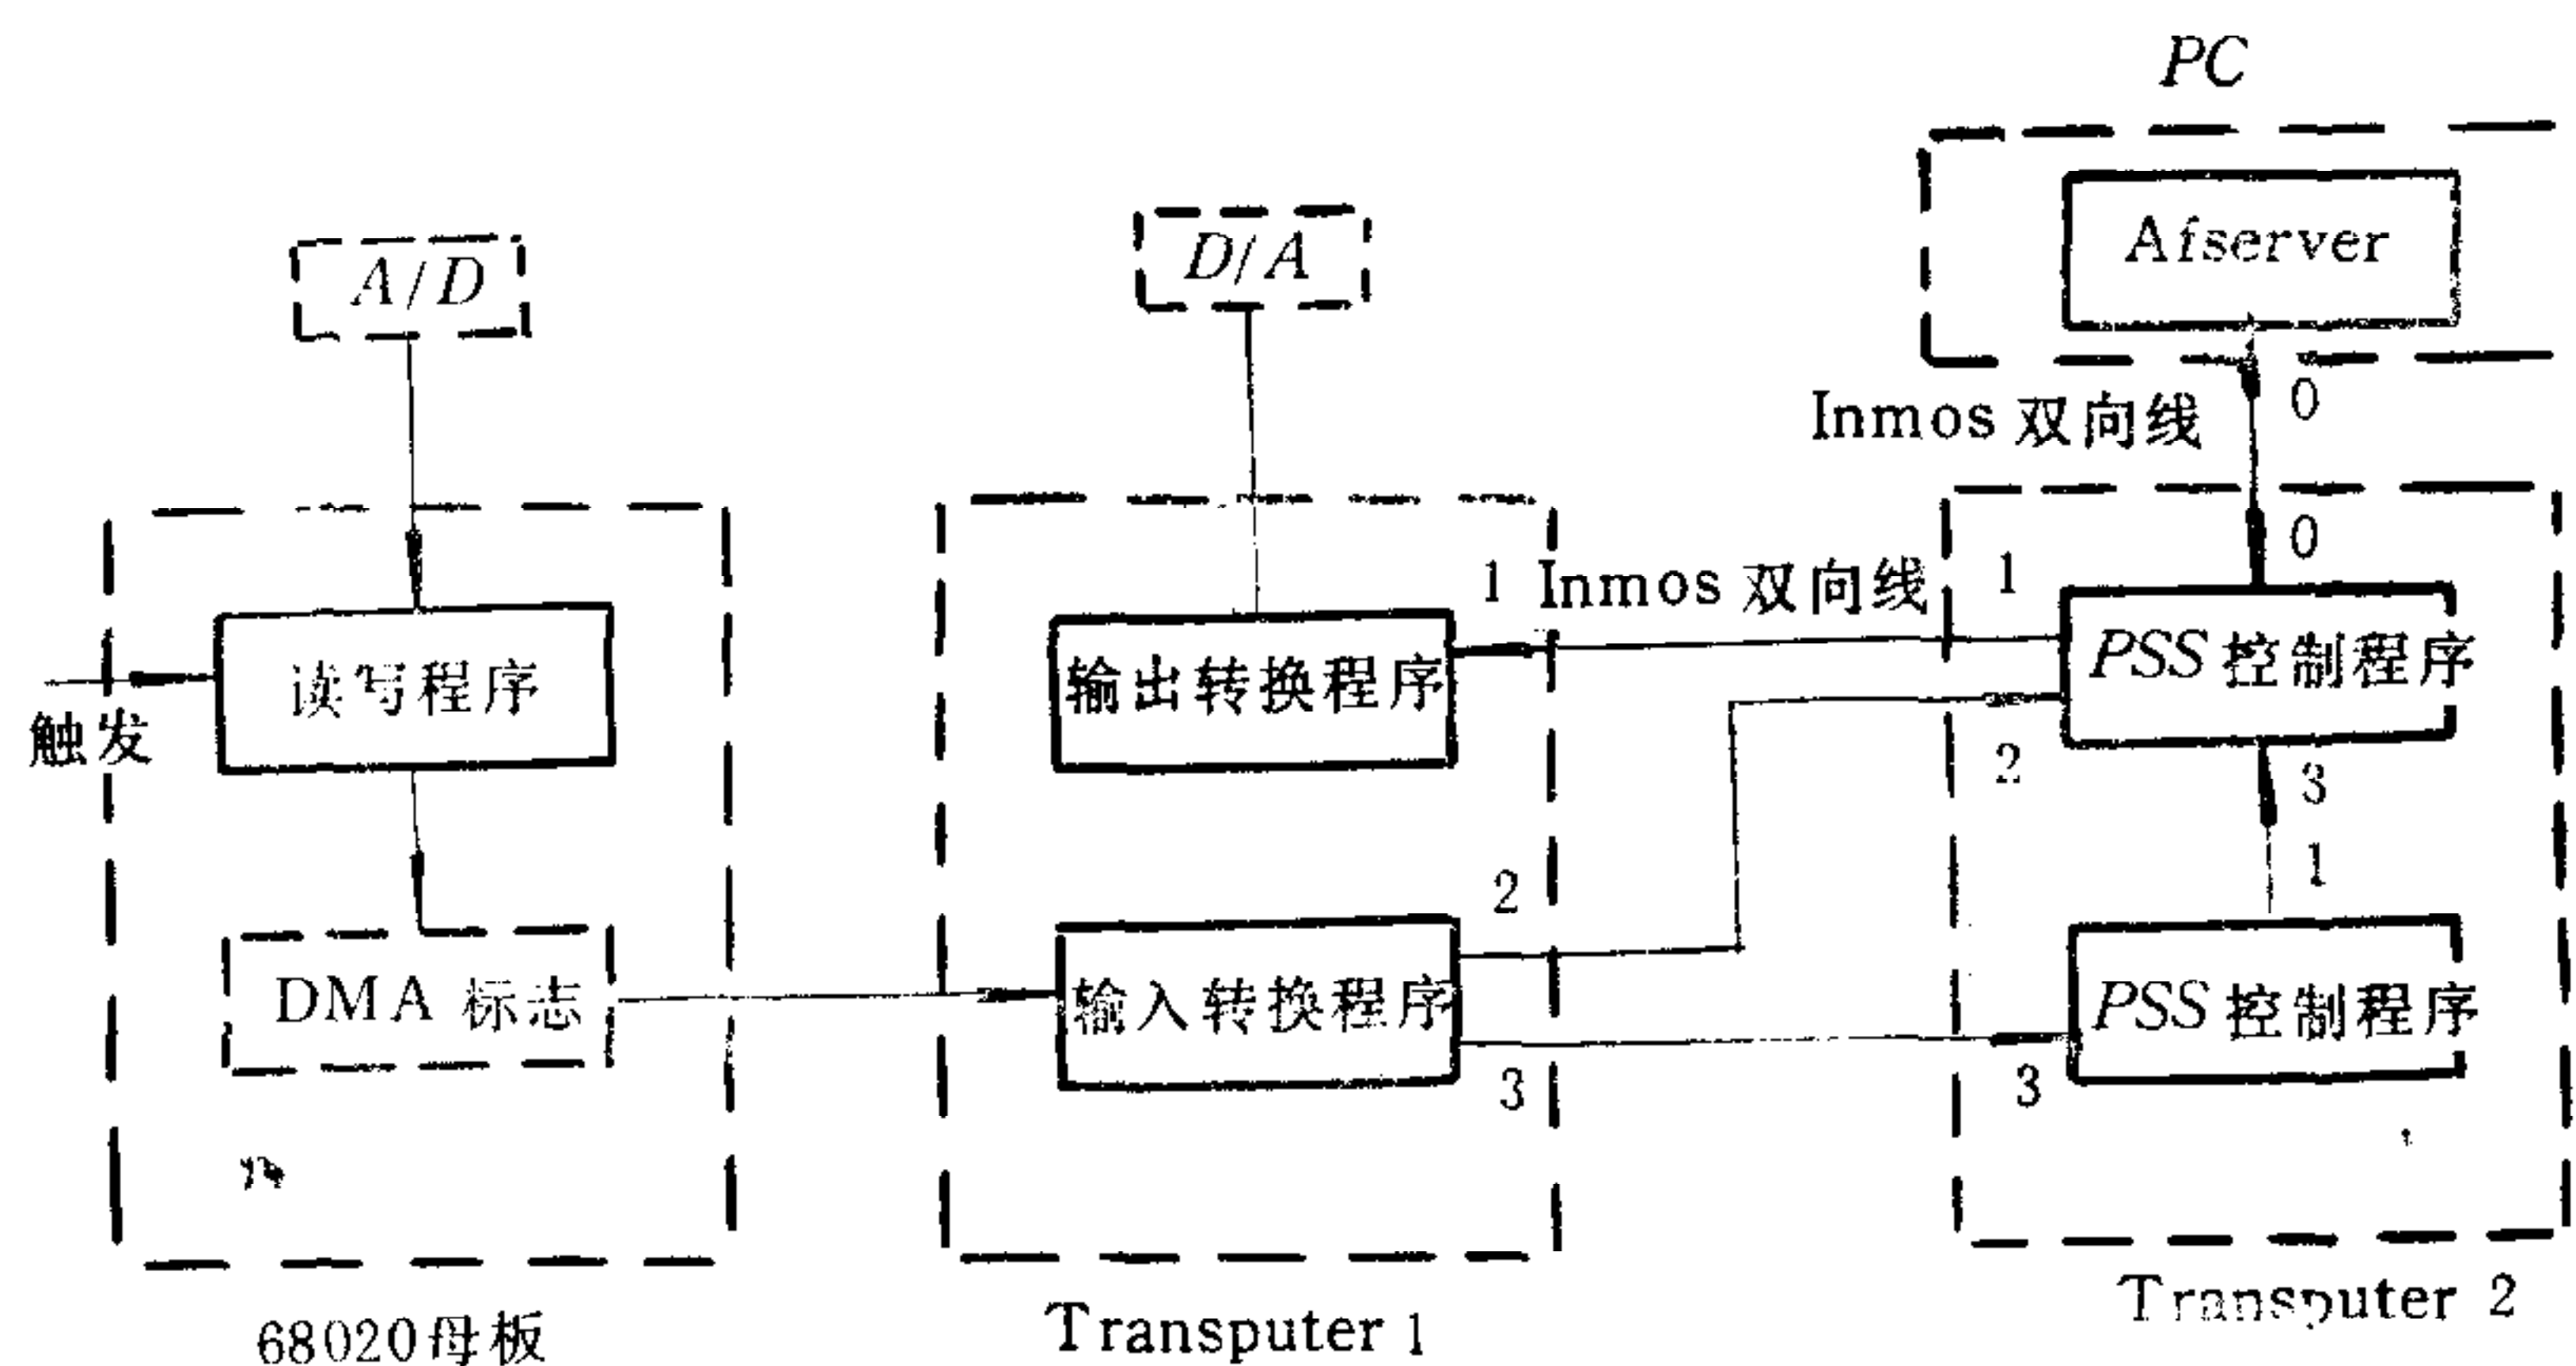 PC
Afserver
A/D
D/A
0
Inmos 双向线
0
1
Inmos 双向线
1
读写程序
触发
输出转换程序
PSS 控制程序
2
3
1
2
DMA 标志
输入转换程序
PSS 控制程序
3
3
68020母板
Transputer 1
Transputer 2